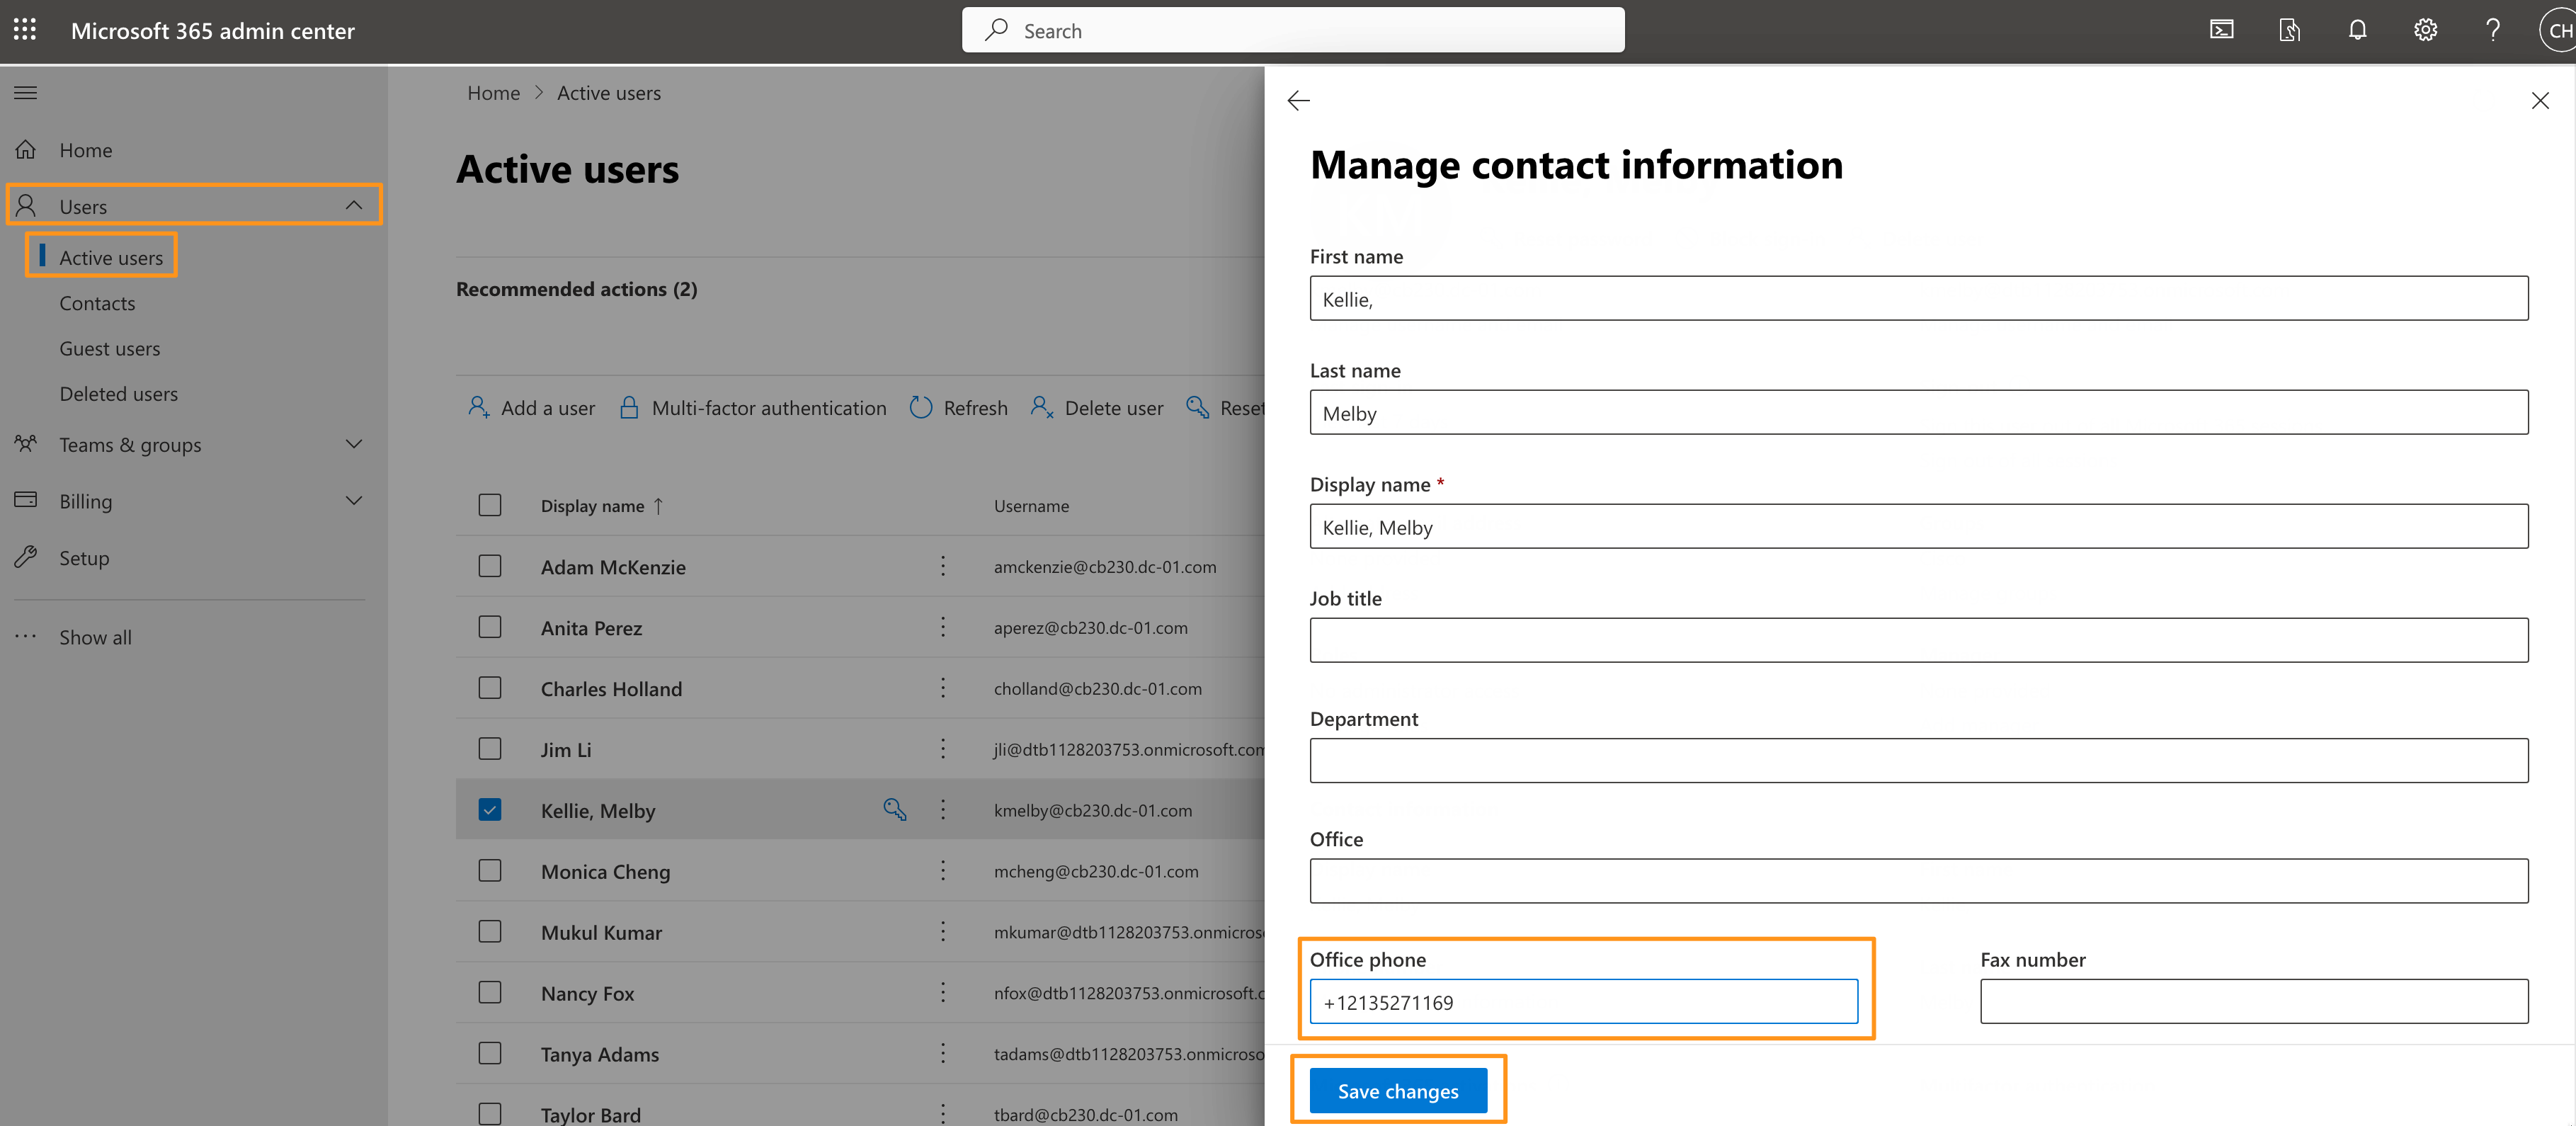 Microsoft 365 admin center
Search
CH
Home > Active users
Home
Users
Active users
Contacts
Guest users
Deleted users
Teams & groups
Billing
Setup
Show all
Active users
Recommended actions (2)
Add a user Multi-factor authentication Refresh Delete user Reset
Display name ↑ Username
Adam McKenzie amckenzie@cb230.dc-01.com
Anita Perez aperez@cb230.dc-01.com
Charles Holland cholland@cb230.dc-01.com
Jim Li jli@dtb1128203753.onmicrosoft.com
Kellie, Melby kmelby@cb230.dc-01.com
Monica Cheng mcheng@cb230.dc-01.com
Mukul Kumar mkumar@dtb1128203753.onmicroso
Nancy Fox nfox@dtb1128203753.onmicrosoft.c
Tanya Adams tadams@dtb1128203753.onmicroso
Taylor Bard tbard@cb230.dc-01.com
Manage contact information
First name
Kellie,
Last name
Melby
Display name *
Kellie, Melby
Job title
Department
Office
Office phone Fax number
+12135271169
Save changes